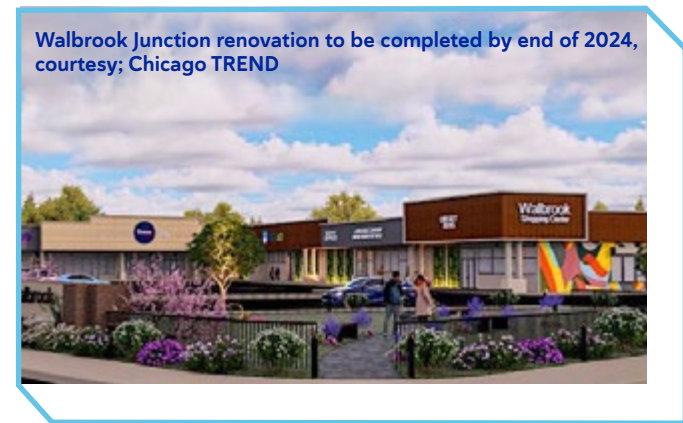 Walbrook Junction renovation to be completed by end of 2024,
courtesy; Chicago TREND
Walbrook
Shopping Center